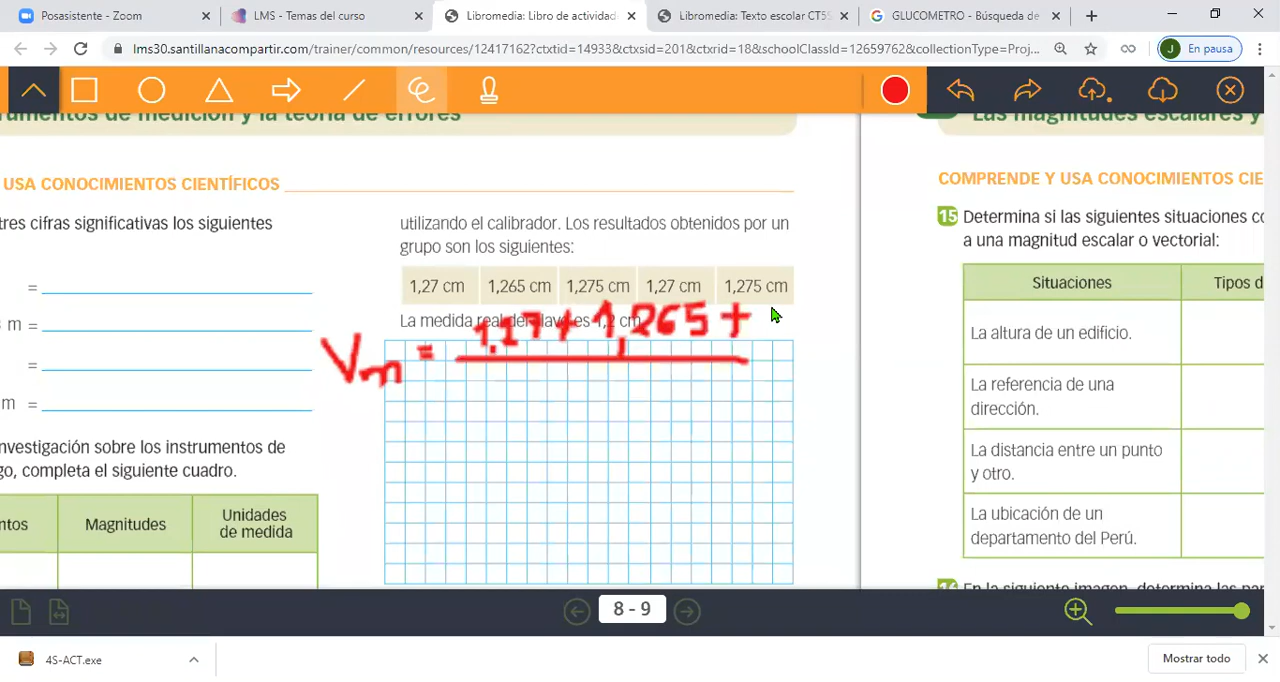 Posasistente - Zoom
LMS - Temas del curso
Libromedia: Libro de actividad
Libromedia: Texto escolar CT5S
GLUCOMETRO - Búsqueda de
lms30.santillanacompartir.com/trainer/common/resources/12417162?ctxtid=14933&ctxsid=201&ctxrid=18&schoolClassId=12659762&collectionType=Proj...
J En pausa
trumentos de medición y la teoría de errores
USA CONOCIMIENTOS CIENTÍFICOS
tres cifras significativas los siguientes
=
s m =
=
m =
nvestigación sobre los instrumentos de
go, completa el siguiente cuadro.
ntos Magnitudes Unidades
de medida
utilizando el calibrador. Los resultados obtenidos por un
grupo son los siguientes:
1,27 cm 1,265 cm 1,275 cm 1,27 cm 1,275 cm
La medida real del clavo es 1,2 cm.
Vm = 1,27 + 1,265 +
Las magnitudes escalares y
COMPRENDE Y USA CONOCIMIENTOS CIE
15 Determina si las siguientes situaciones co
a una magnitud escalar o vectorial:
Situaciones Tipos d
La altura de un edificio.
La referencia de una
dirección.
La distancia entre un punto
y otro.
La ubicación de un
departamento del Perú.
16 En la siguiente imagen, determina las par
8 - 9
4S-ACT.exe
Mostrar todo